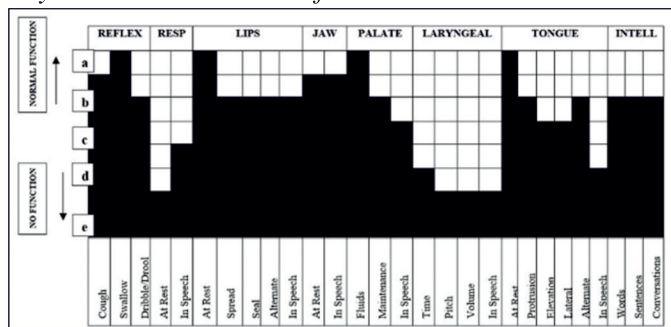 REFLEX RESP LIPS JAW PALATE LARYNGEAL TONGUE INTELL
NORMAL FUNCTION
a
b
c
d
e
NO FUNCTION
Cough
Swallow
Dribble/Drool
At Rest
In Speech
At Rest
Spread
Seal
Alternate
In Speech
At Rest
In Speech
Fluids
Maintenance
In Speech
Time
Pitch
Volume
In Speech
At Rest
Protrusion
Elevation
Lateral
Alternate
In Speech
Words
Sentences
Conversations